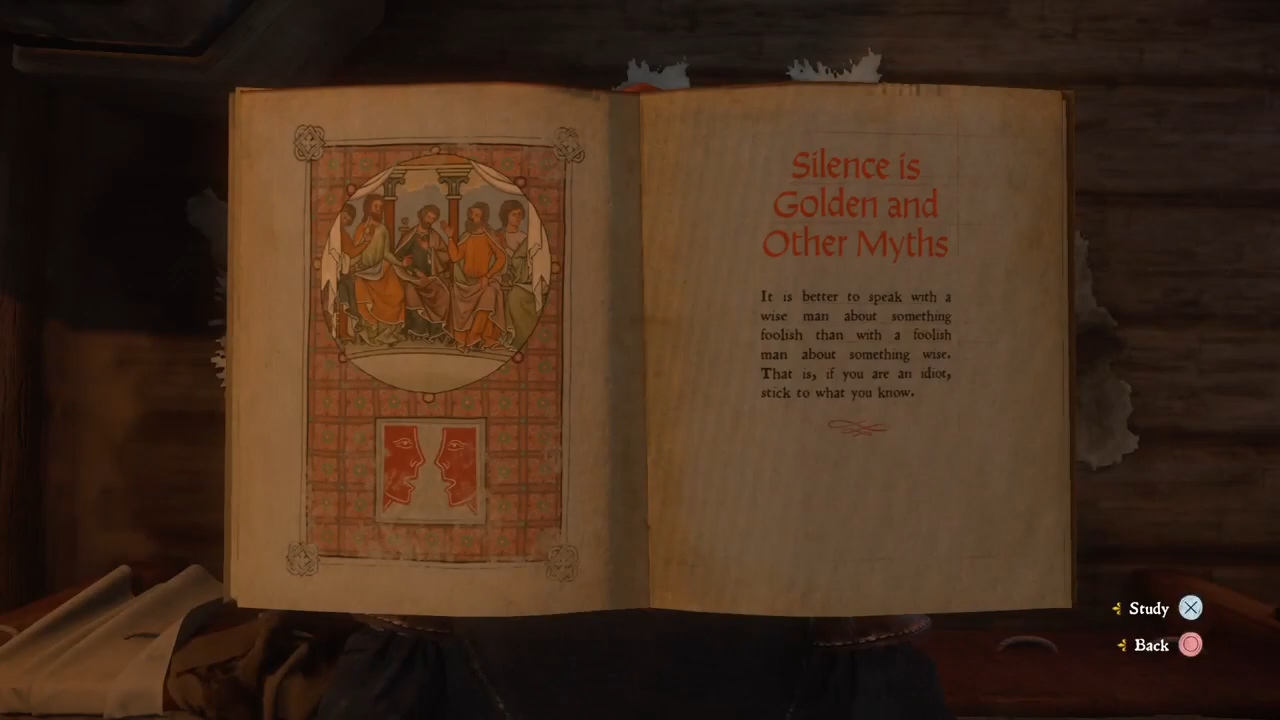 Silence is
Golden and
Other Myths
It is better to speak with a
wise man about something
foolish than with a foolish
man about something wise.
That is, if you are an idiot,
stick to what you know.
Study
Back